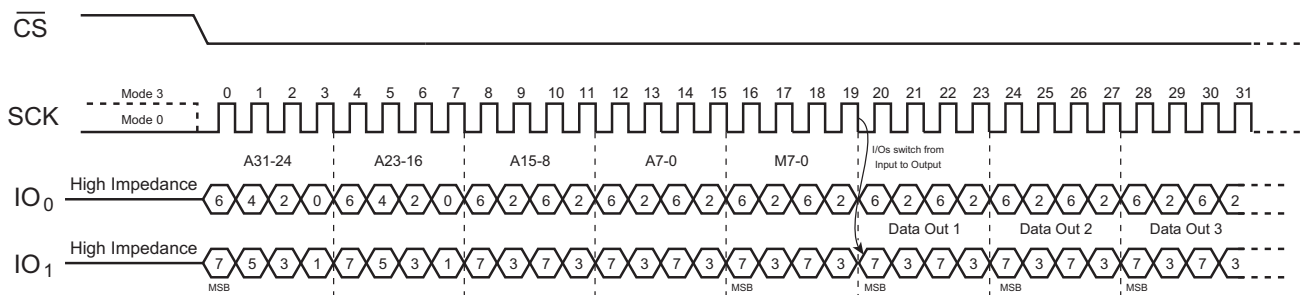 CS
Mode 3
Mode 0
SCK
0 1 2 3 4 5 6 7 8 9 10 11 12 13 14 15 16 17 18 19 20 21 22 23 24 25 26 27 28 29 30 31
A31-24 A23-16 A15-8 A7-0 M7-0
I/Os switch from
Input to Output
IO0 High Impedance 6 4 2 0 6 4 2 0 6 2 6 2 6 2 6 2 6 2 6 2 6 2 6 2 6 2 6 2 6 2 6 2
Data Out 1 Data Out 2 Data Out 3
IO1 High Impedance 7 5 3 1 7 5 3 1 7 3 7 3 7 3 7 3 7 3 7 3 7 3 7 3 7 3 7 3 7 3 7 3
MSB MSB MSB MSB MSB